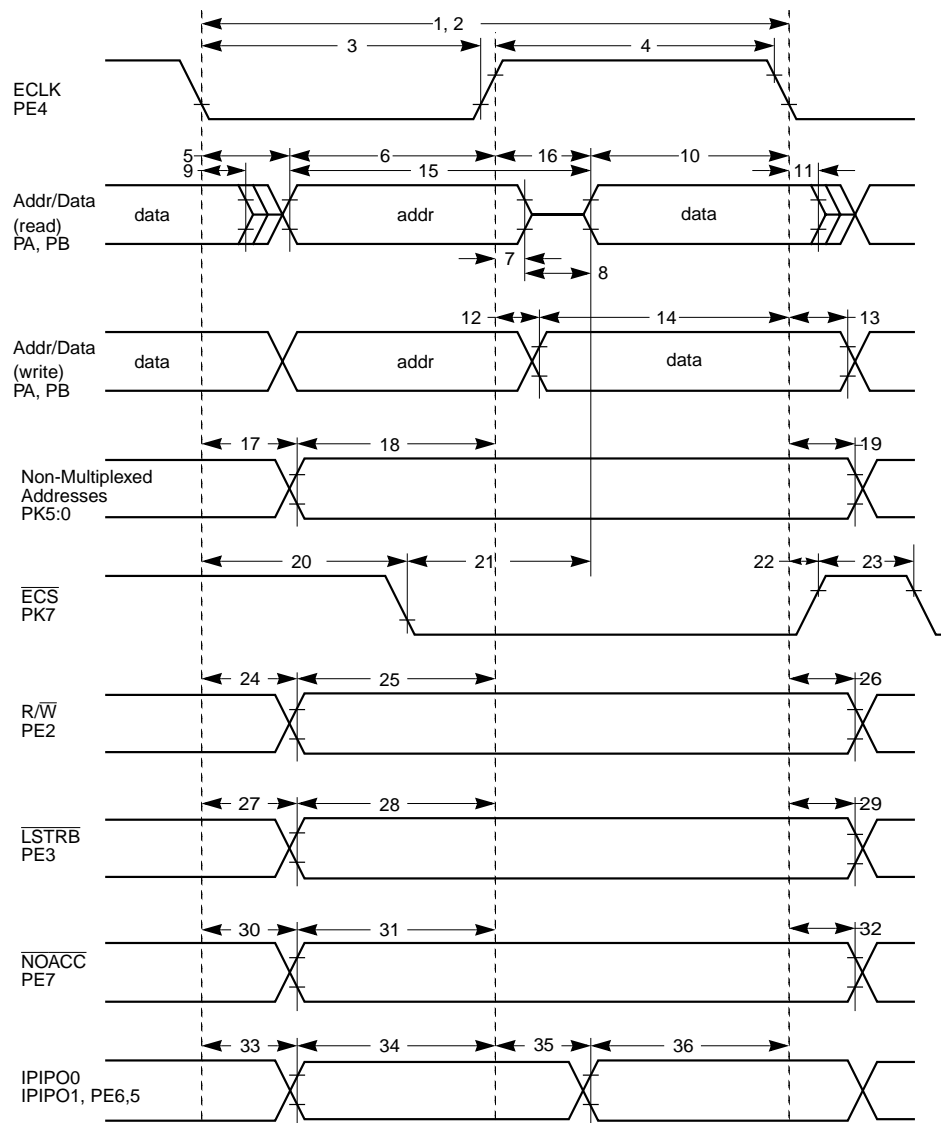 1, 2
3
4
ECLK
PE4
5
6
16
10
9
15
11
Addr/Data
(read)
PA, PB
data
addr
data
7
8
12
14
13
Addr/Data
(write)
PA, PB
data
addr
data
17
18
19
Non-Multiplexed
Addresses
PK5:0
20
21
22
23
ECS
PK7
24
25
26
R/W
PE2
27
28
29
LSTRB
PE3
30
31
32
NOACC
PE7
33
34
35
36
IPIPO0
IPIPO1, PE6,5